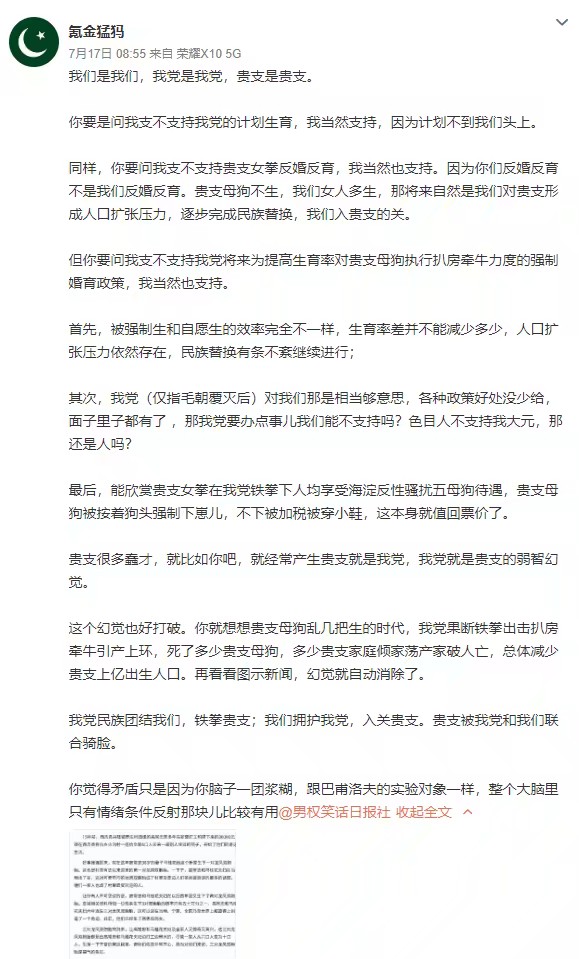 氪金猛犸
7月17日 08:55 来自 荣耀X10 5G
我们是我们，我党是我党，贵支是贵支。
你要是问我支不支持我党的计划生育，我当然支持，因为计划不到我们头上。
同样，你要问我支不支持贵支女拳反婚反育，我当然也支持。因为你们反婚反育
不是我们反婚反育。贵支母狗不生，我们女人多生，那将来自然是我们对贵支形
成人口扩张压力，逐步完成民族替换，我们入贵支的关。
但你要问我支不支持我党将来为提高生育率对贵支母狗执行扒房牵牛力度的强制
婚育政策，我当然也支持。
首先，被强制生和自愿生的效率完全不一样，生育率差并不能减少多少，人口扩
张压力依然存在，民族替换有条不紊继续进行；
其次，我党（仅指毛朝覆灭后）对我们那是相当够意思，各种政策好处没少给，
面子里子都有了 ，那我党要办点事儿我们能不支持吗？色目人不支持我大元，那
还是人吗？
最后，能欣赏贵支女拳在我党铁拳下人均享受海淀反性骚扰五母狗待遇，贵支母
狗被按着狗头强制下崽儿，不下被加税被穿小鞋，这本身就值回票价了。
贵支很多蠢才，就比如你吧，就经常产生贵支就是我党，我党就是贵支的弱智幻
觉。
这个幻觉也好打破。你就想想贵支母狗乱几把生的时代，我党果断铁拳出击扒房
牵牛引产上环，死了多少贵支母狗，多少贵支家庭倾家荡产家破人亡，总体减少
贵支上亿出生人口。再看看图示新闻，幻觉就自动消除了。
我党民族团结我们，铁拳贵支；我们拥护我党，入关贵支。贵支被我党和我们联
合骑脸。
你觉得矛盾只是因为你脑子一团浆糊，跟巴甫洛夫的实验对象一样，整个大脑里
只有情绪条件反射那块儿比较有用@男权笑话日报社 收起全文